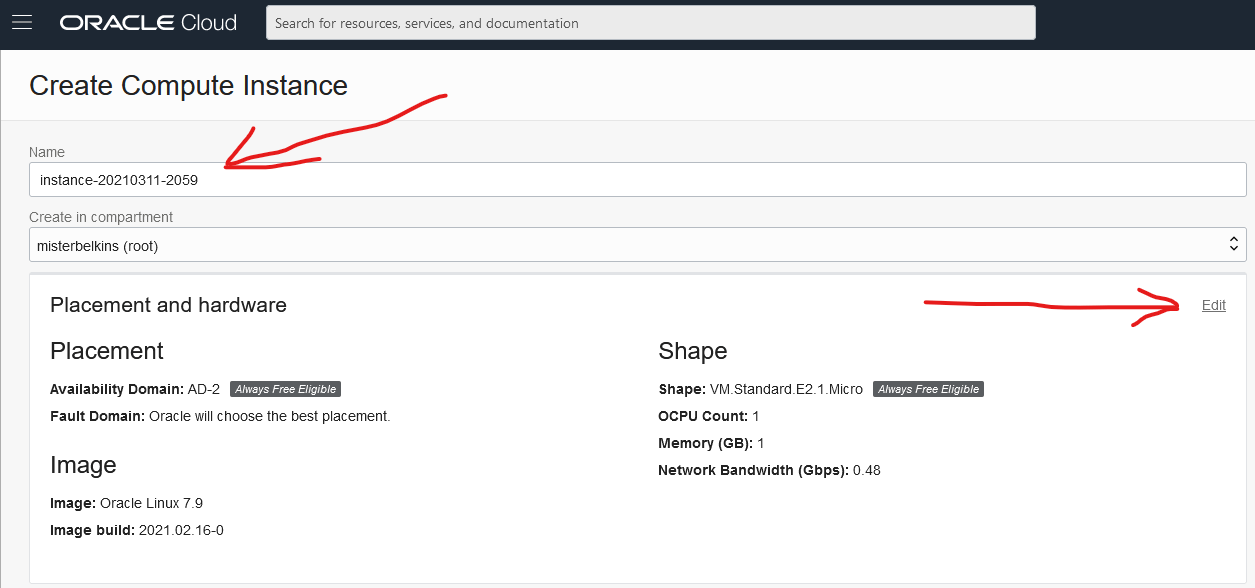 ORACLE Cloud
Search for resources, services, and documentation
Create Compute Instance
Name
instance-20210311-2059
Create in compartment
misterbelkins (root)
Placement and hardware
Edit
Placement
Availability Domain: AD-2 Always Free Eligible
Fault Domain: Oracle will choose the best placement.
Image
Image: Oracle Linux 7.9
Image build: 2021.02.16-0
Shape
Shape: VM.Standard.E2.1.Micro Always Free Eligible
OCPU Count: 1
Memory (GB): 1
Network Bandwidth (Gbps): 0.48